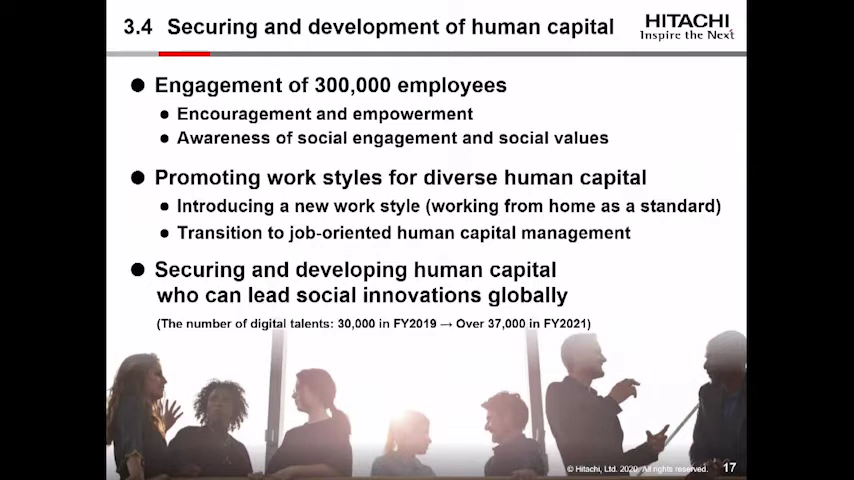 3.4 Securing and development of human capital
HITACHI
Inspire the Next
● Engagement of 300,000 employees
● Encouragement and empowerment
● Awareness of social engagement and social values
● Promoting work styles for diverse human capital
● Introducing a new work style (working from home as a standard)
● Transition to job-oriented human capital management
● Securing and developing human capital
who can lead social innovations globally
(The number of digital talents: 30,000 in FY2019 → Over 37,000 in FY2021)
© Hitachi, Ltd. 2020. All rights reserved.
17